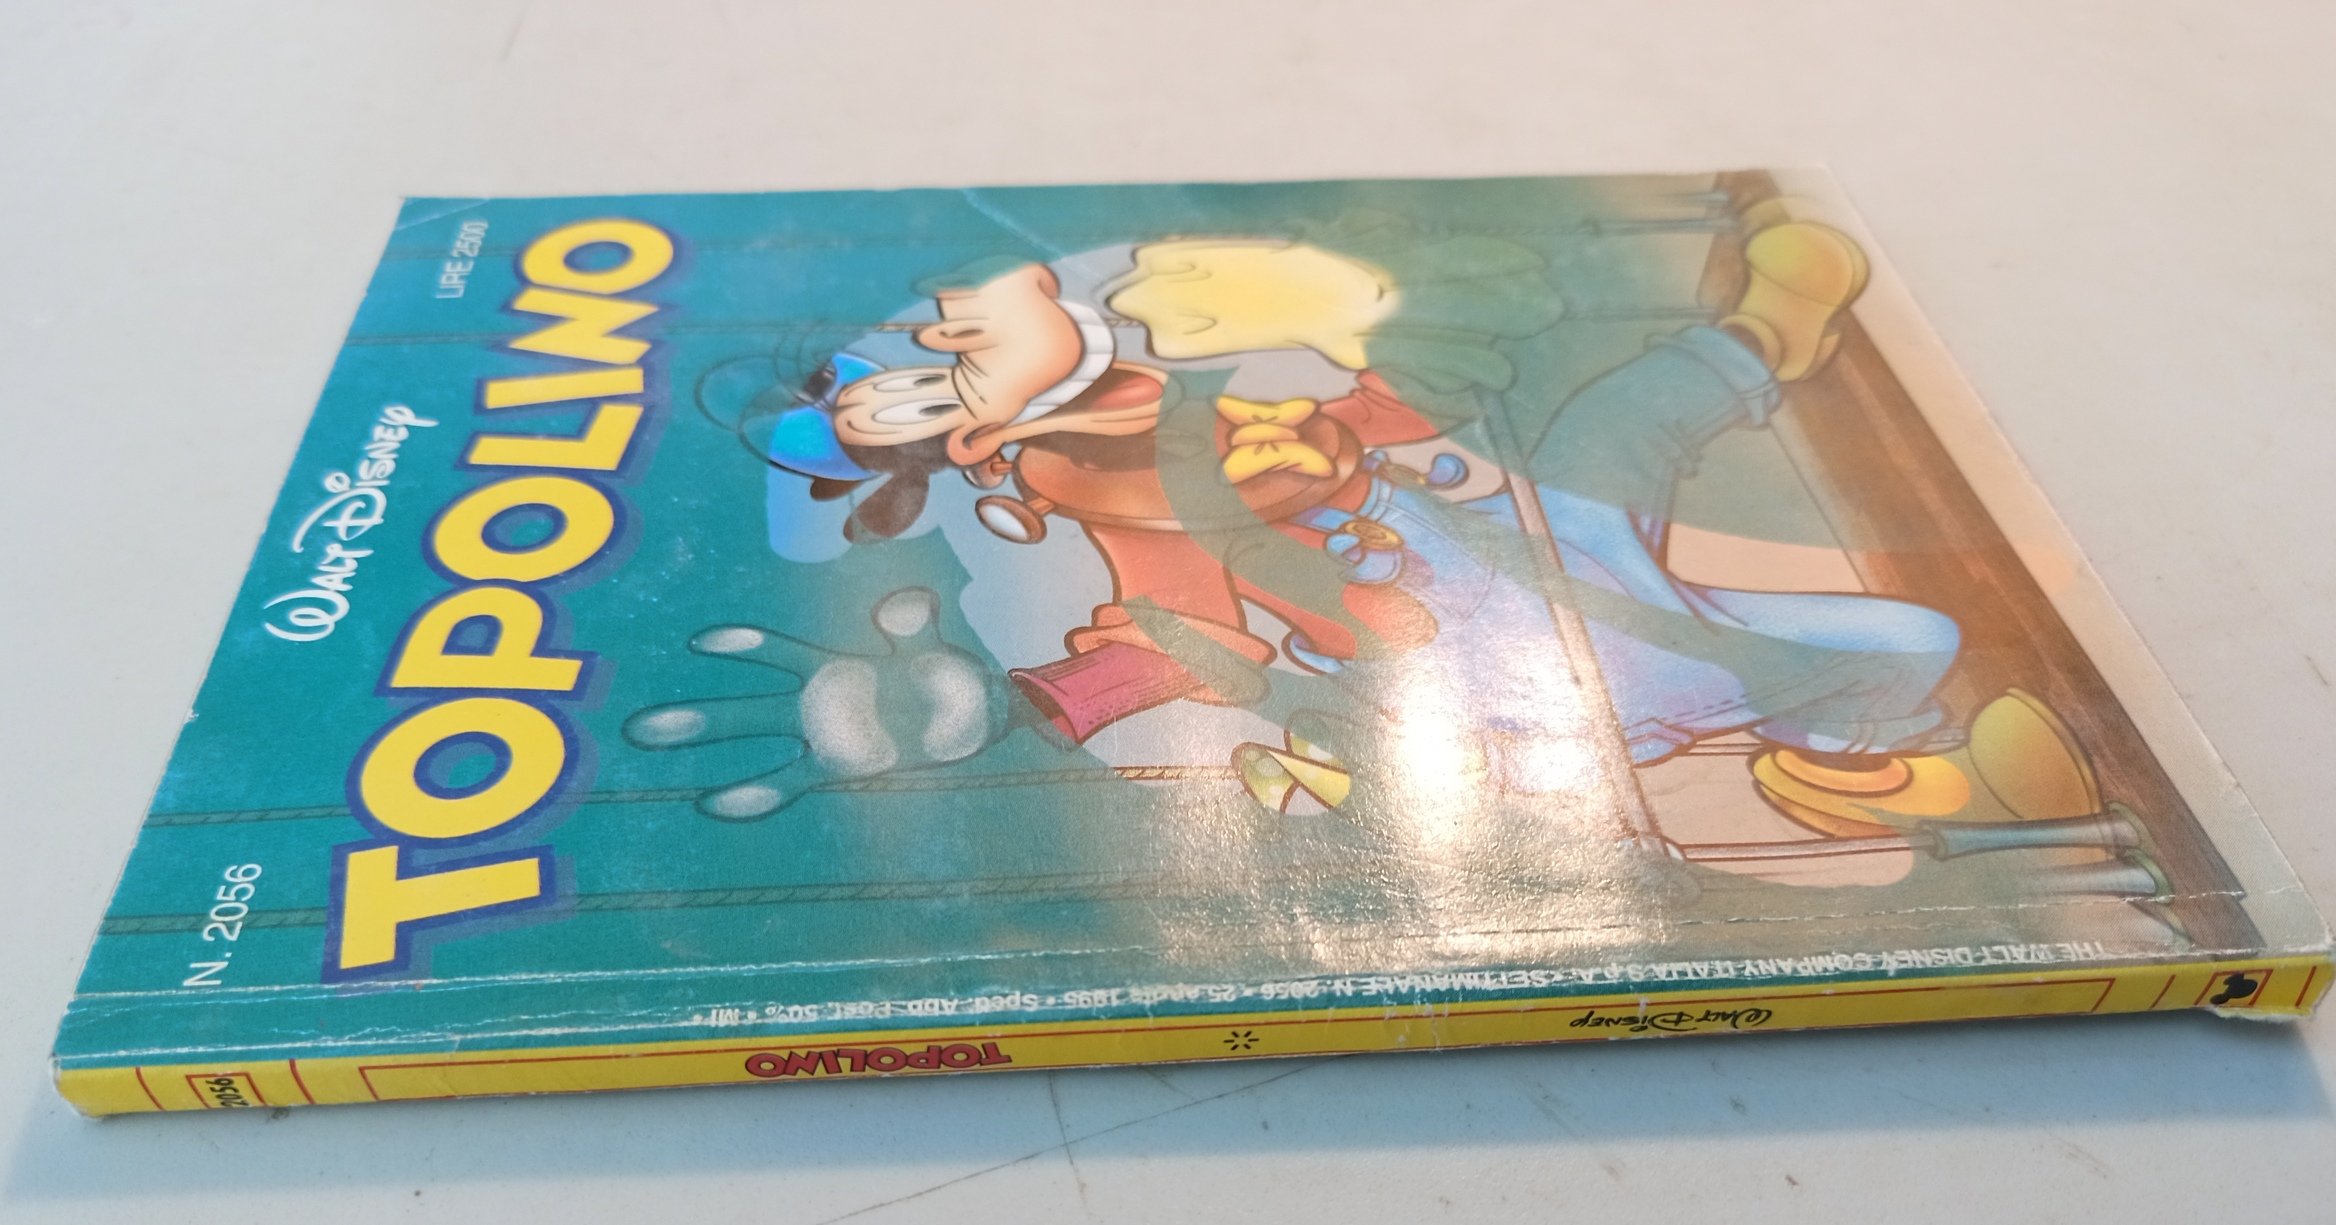 N. 2056
WALT DISNEY
LIRE 2500
TOPOLINO
THE WALT DISNEY COMPANY ITALIA S.p.A. • SETTIMANALE N. 2056 • 25 aprile 1995 • Sped. Abb. Post. 50% • MI •
WALT DISNEY
TOPOLINO
2056